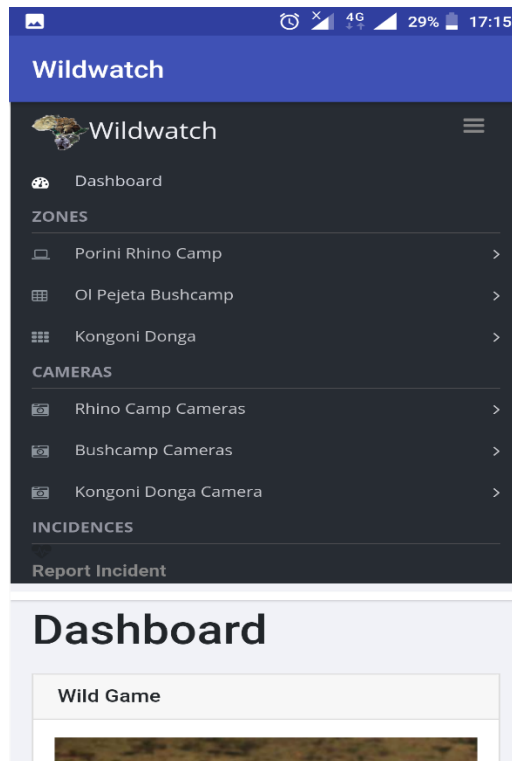 4G 29% 17:15
Wildwatch
Wildwatch
Dashboard
ZONES
Porini Rhino Camp
Ol Pejeta Bushcamp
Kongoni Donga
CAMERAS
Rhino Camp Cameras
Bushcamp Cameras
Kongoni Donga Camera
INCIDENCES
Report Incident
Dashboard
Wild Game